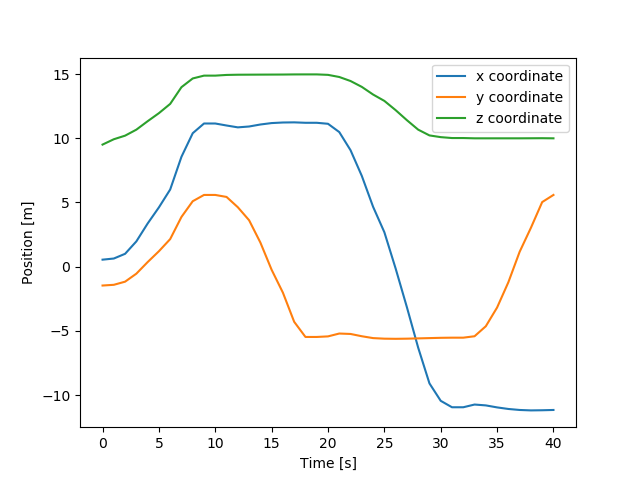 x coordinate
y coordinate
z coordinate
15
10
5
0
−5
−10
Position [m]
0 5 10 15 20 25 30 35 40
Time [s]